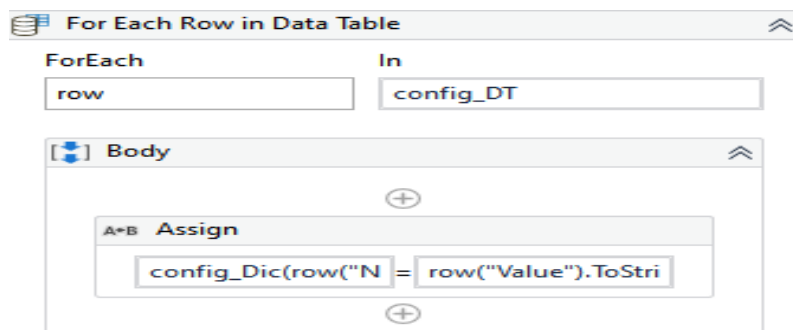 For Each Row in Data Table
ForEach In
row config_DT
Body
A+B Assign
config_Dic(row("N = row("Value").ToStri